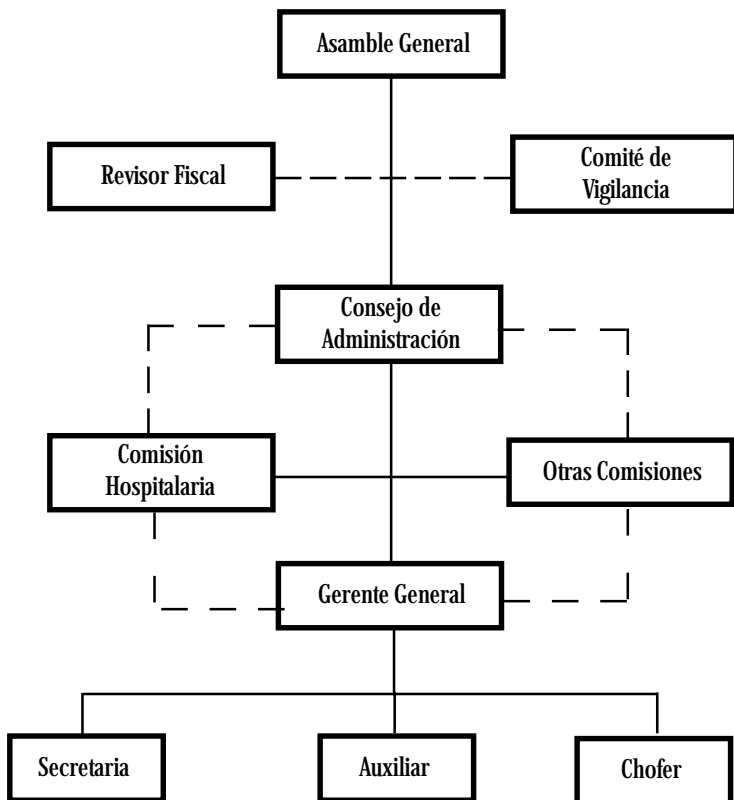 Asamble General
Revisor Fiscal
Comité de
Vigilancia
Consejo de
Administración
Comisión
Hospitalaria
Otras Comisiones
Gerente General
Secretaria
Auxiliar
Chofer